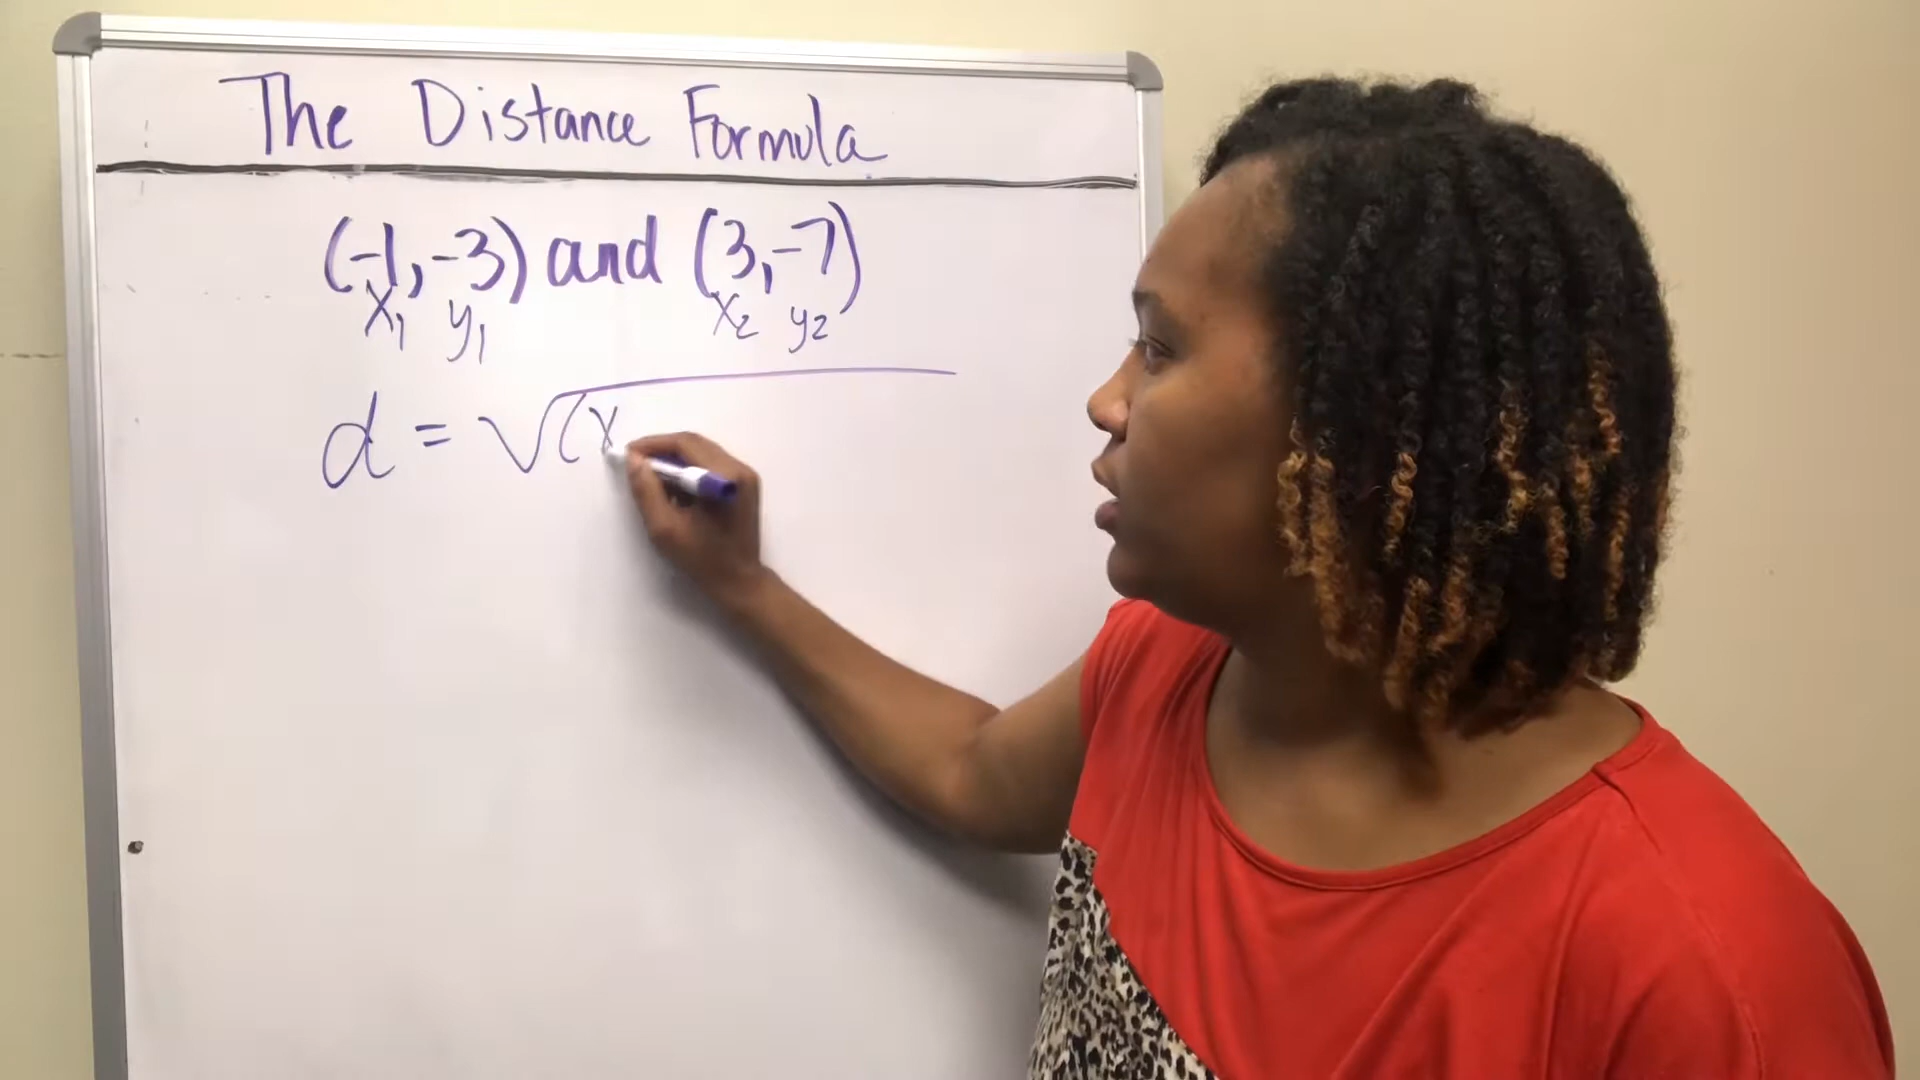 The Distance Formula
(-1,-3) and (3,-7)
x₁ y₁ x₂ y₂
d = √(x